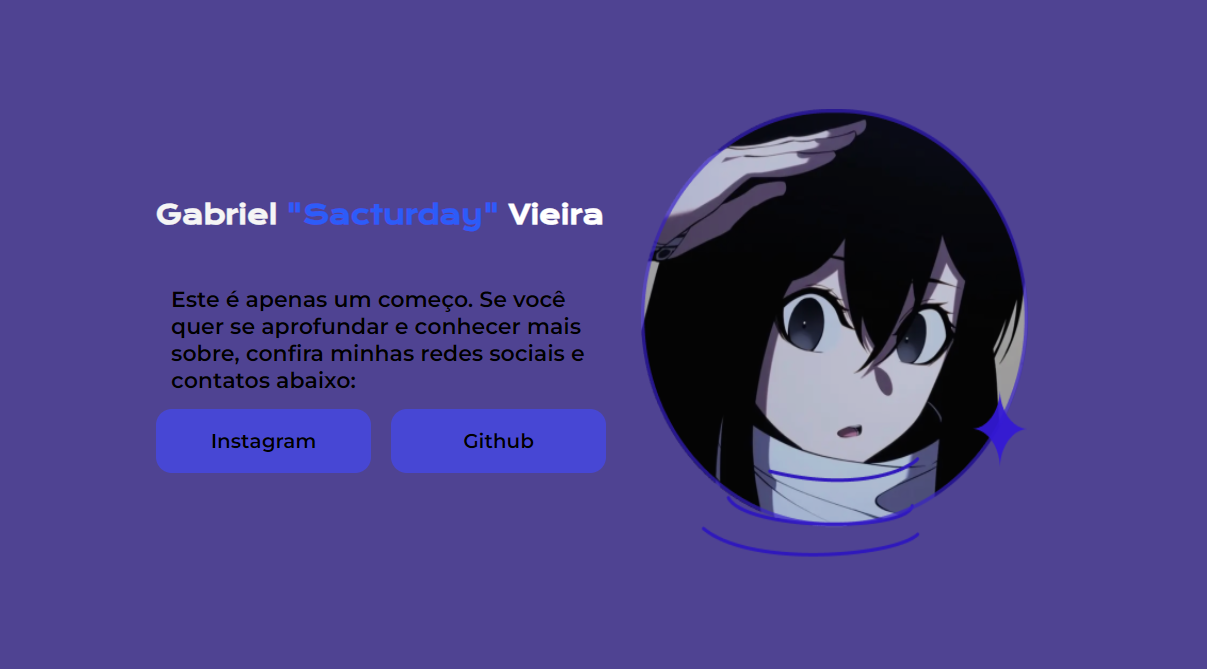 Gabriel "Sacturday" Vieira
Este é apenas um começo. Se você
quer se aprofundar e conhecer mais
sobre, confira minhas redes sociais e
contatos abaixo:
Instagram
Github